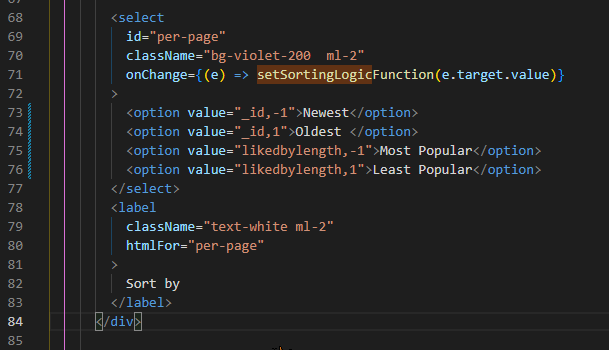 68 <select
69 id="per-page"
70 className="bg-violet-200  ml-2"
71 onChange={(e) => setSortingLogicFunction(e.target.value)}
72 >
73 <option value="_id,-1">Newest</option>
74 <option value="_id,1">Oldest </option>
75 <option value="likedbylength,-1">Most Popular</option>
76 <option value="likedbylength,1">Least Popular</option>
77 </select>
78 <label
79 className="text-white ml-2"
80 htmlFor="per-page"
81 >
82 Sort by
83 </label>
84 </div>
85